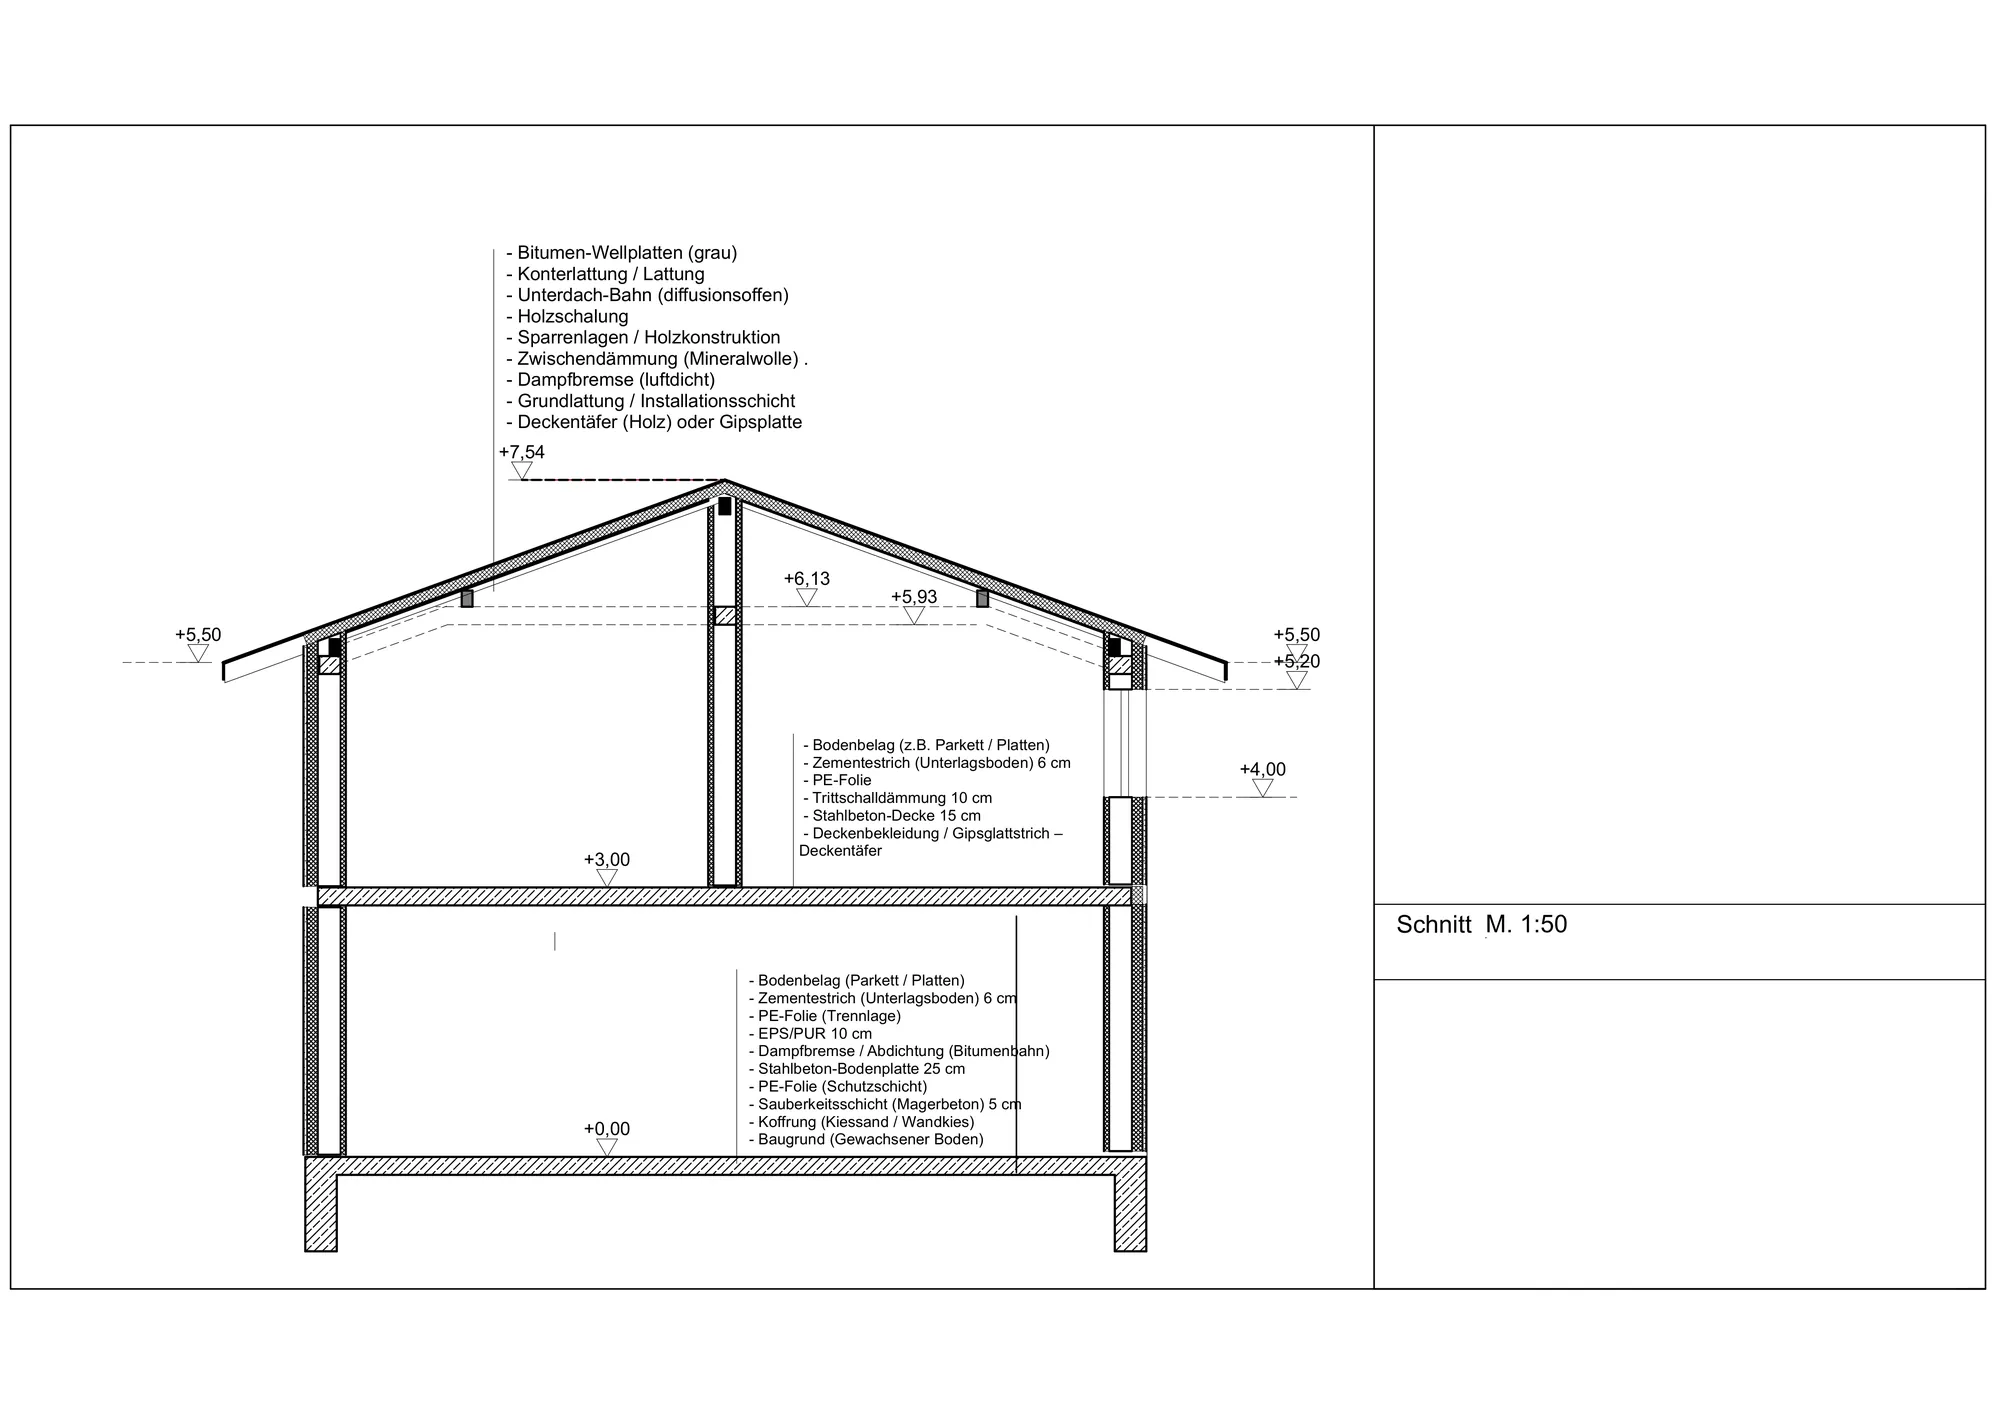 - Bitumen-Wellplatten (grau)
- Konterlattung / Lattung
- Unterdach-Bahn (diffusionsoffen)
- Holzschalung
- Sparrenlagen / Holzkonstruktion
- Zwischendämmung (Mineralwolle) .
- Dampfbremse (luftdicht)
- Grundlattung / Installationsschicht
- Deckentäfer (Holz) oder Gipsplatte
+7,54
+6,13
+5,93
+5,50
+5,50
+5,20
- Bodenbelag (z.B. Parkett / Platten)
- Zementestrich (Unterlagsboden) 6 cm
- PE-Folie
- Trittschalldämmung 10 cm
- Stahlbeton-Decke 15 cm
- Deckenbekleidung / Gipsglattstrich –
Deckentäfer
+4,00
+3,00
Schnitt M. 1:50
- Bodenbelag (Parkett / Platten)
- Zementestrich (Unterlagsboden) 6 cm
- PE-Folie (Trennlage)
- EPS/PUR 10 cm
- Dampfbremse / Abdichtung (Bitumenbahn)
- Stahlbeton-Bodenplatte 25 cm
- PE-Folie (Schutzschicht)
- Sauberkeitsschicht (Magerbeton) 5 cm
- Koffrung (Kiessand / Wandkies)
- Baugrund (Gewachsener Boden)
+0,00